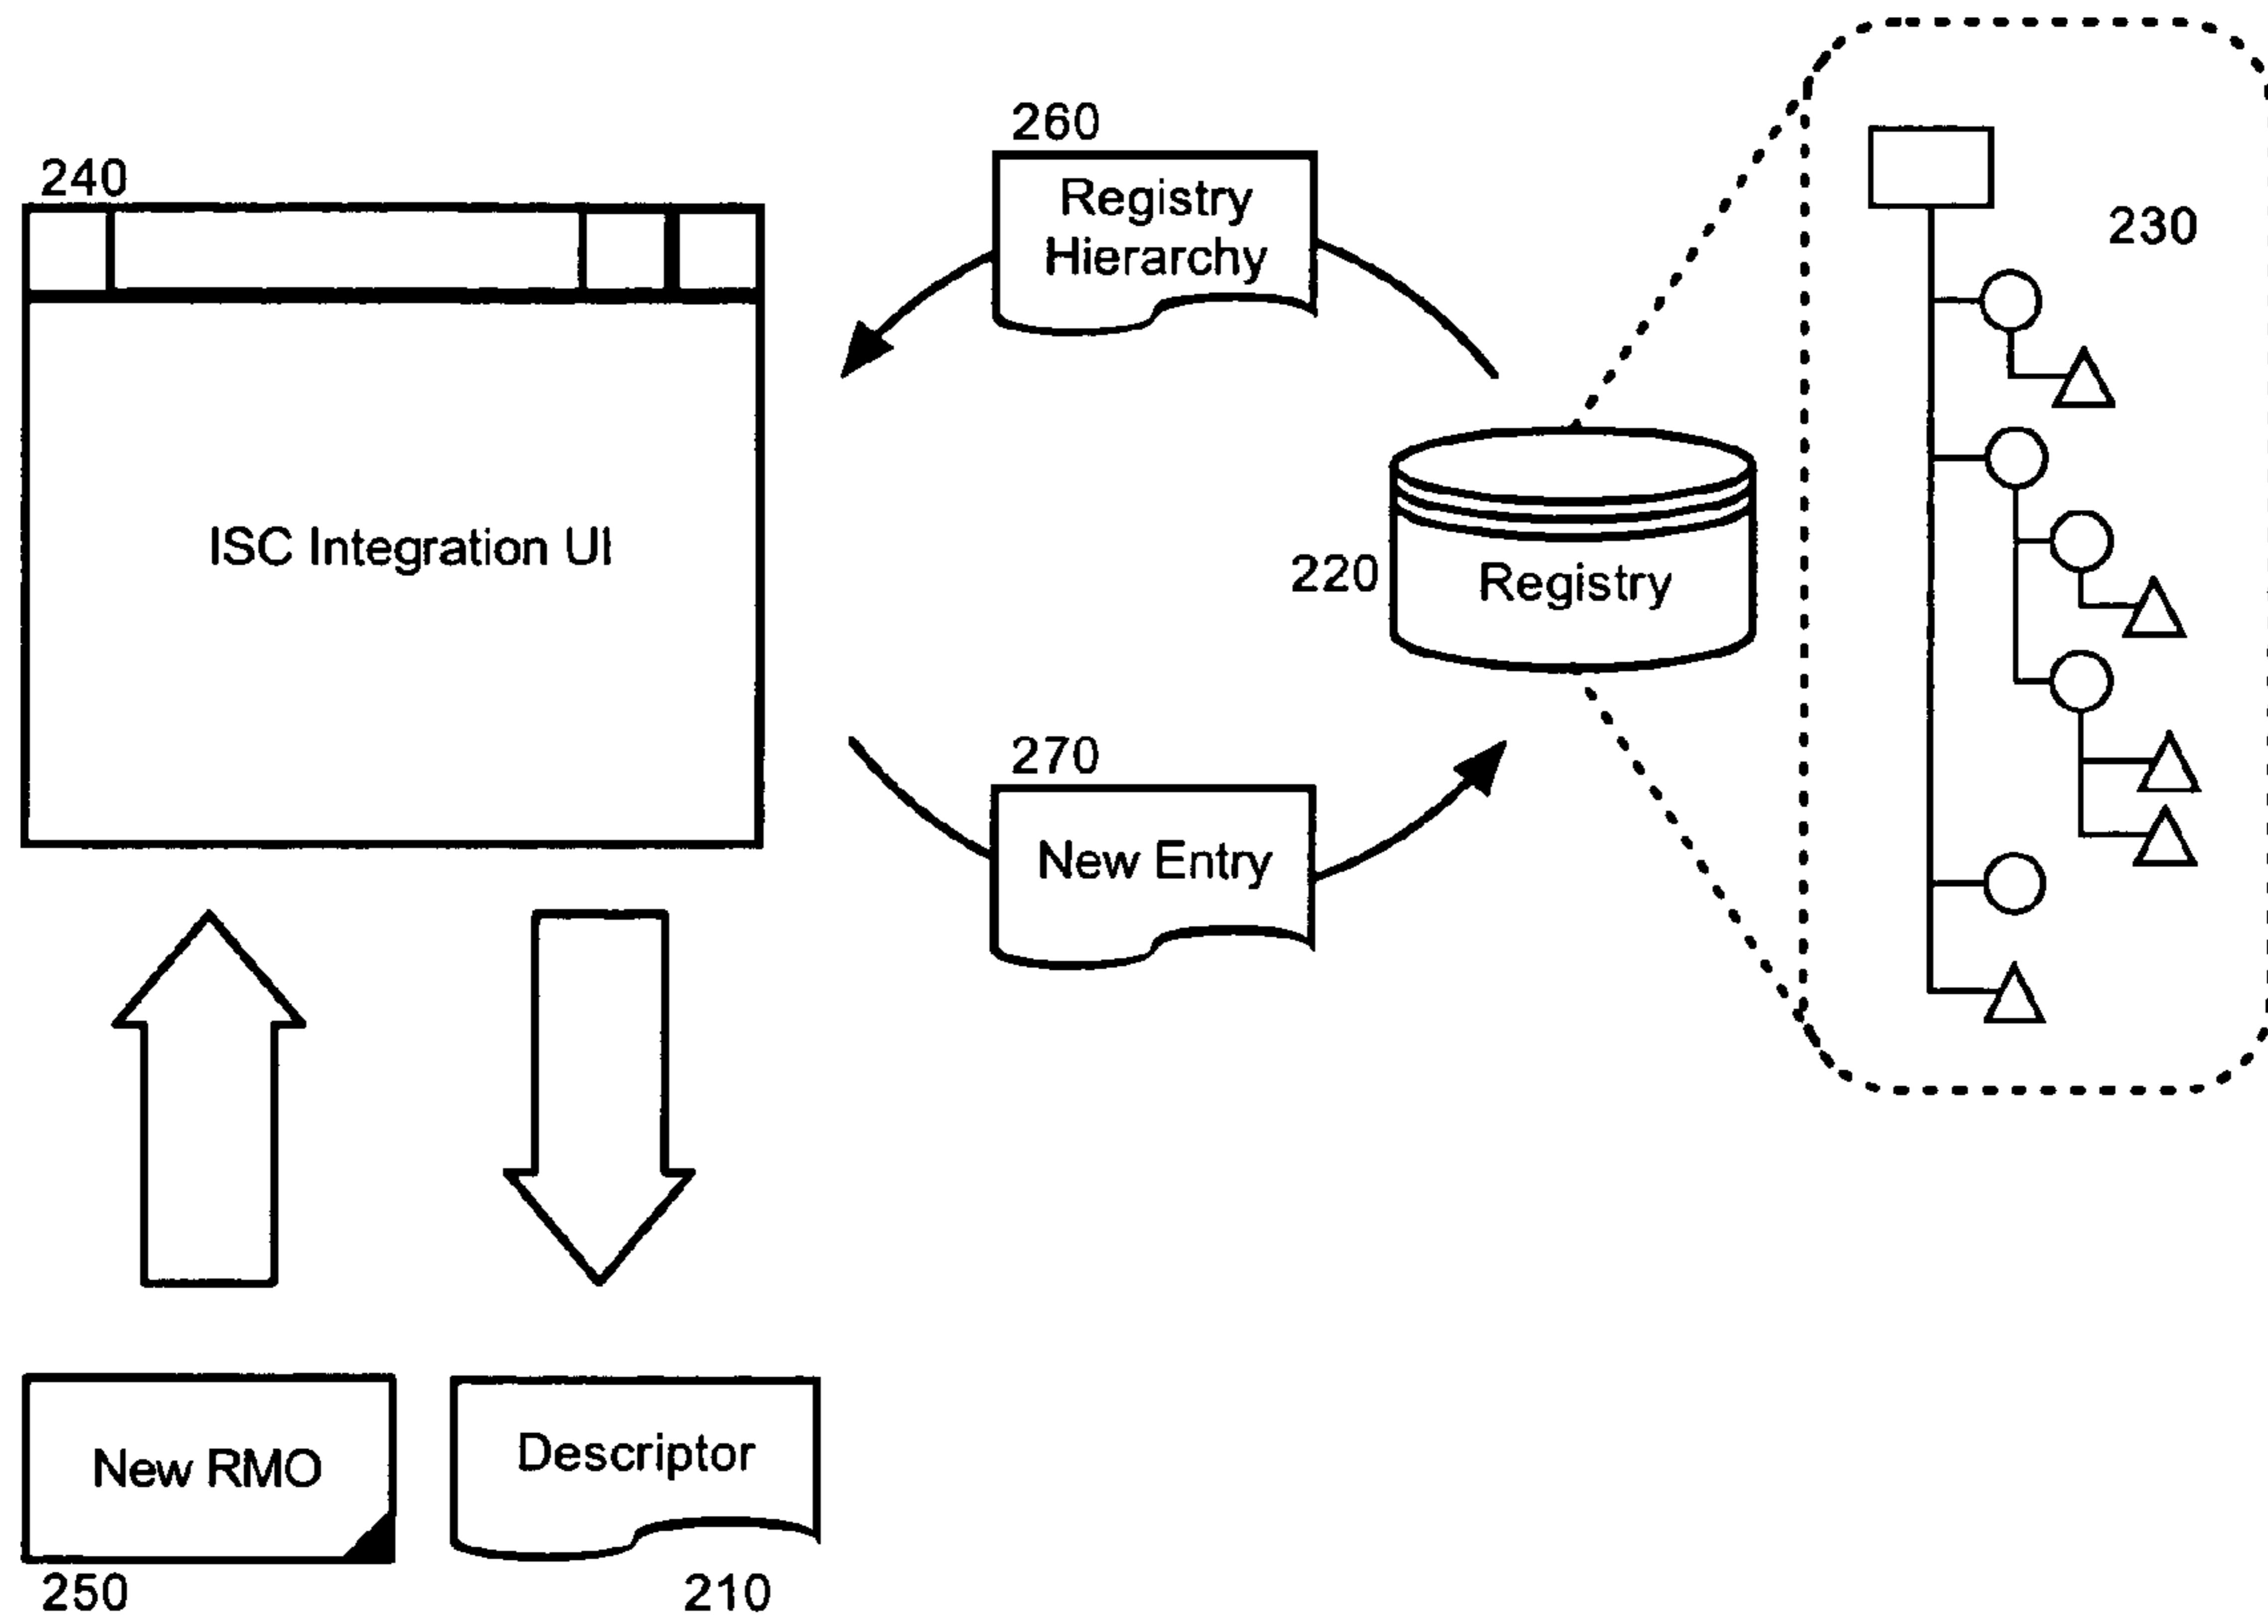 240
ISC Integration UI
260
Registry
Hierarchy
230
220
Registry
270
New Entry
New RMO
250
Descriptor
210